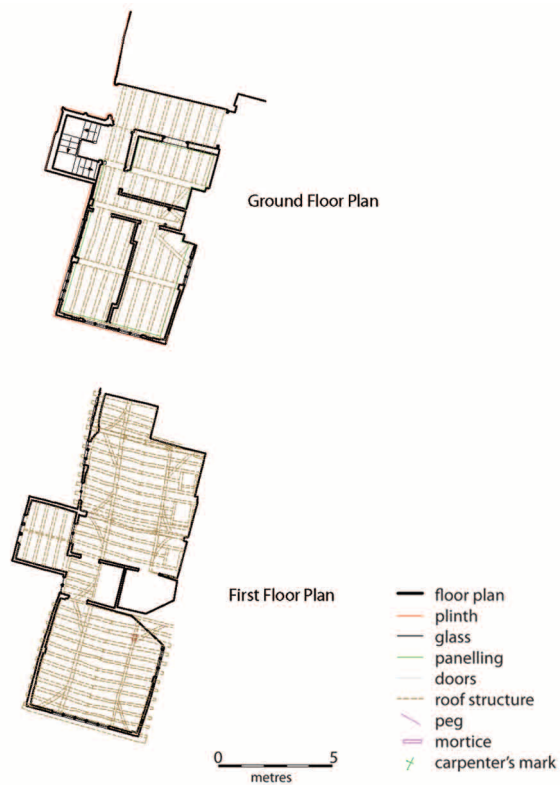 Ground Floor Plan
First Floor Plan
floor plan
plinth
glass
panelling
doors
roof structure
peg
mortice
carpenter's mark
0 5
metres